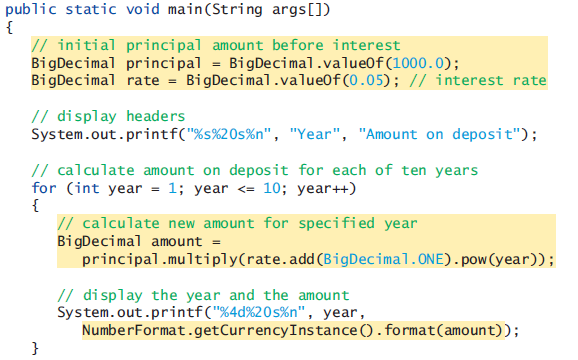 public static void main(String args[])
{
// initial principal amount before interest
BigDecimal principal = BigDecimal.valueOf(1000.0);
BigDecimal rate = BigDecimal.valueOf(0.05); // interest rate
// display headers
System.out.printf("%s%20s%n", "Year", "Amount on deposit");
// calculate amount on deposit for each of ten years
for (int year = 1; year <= 10; year++)
{
// calculate new amount for specified year
BigDecimal amount =
principal.multiply(rate.add(BigDecimal.ONE).pow(year));
// display the year and the amount
System.out.printf("%4d%20s%n", year,
NumberFormat.getCurrencyInstance().format(amount));
}